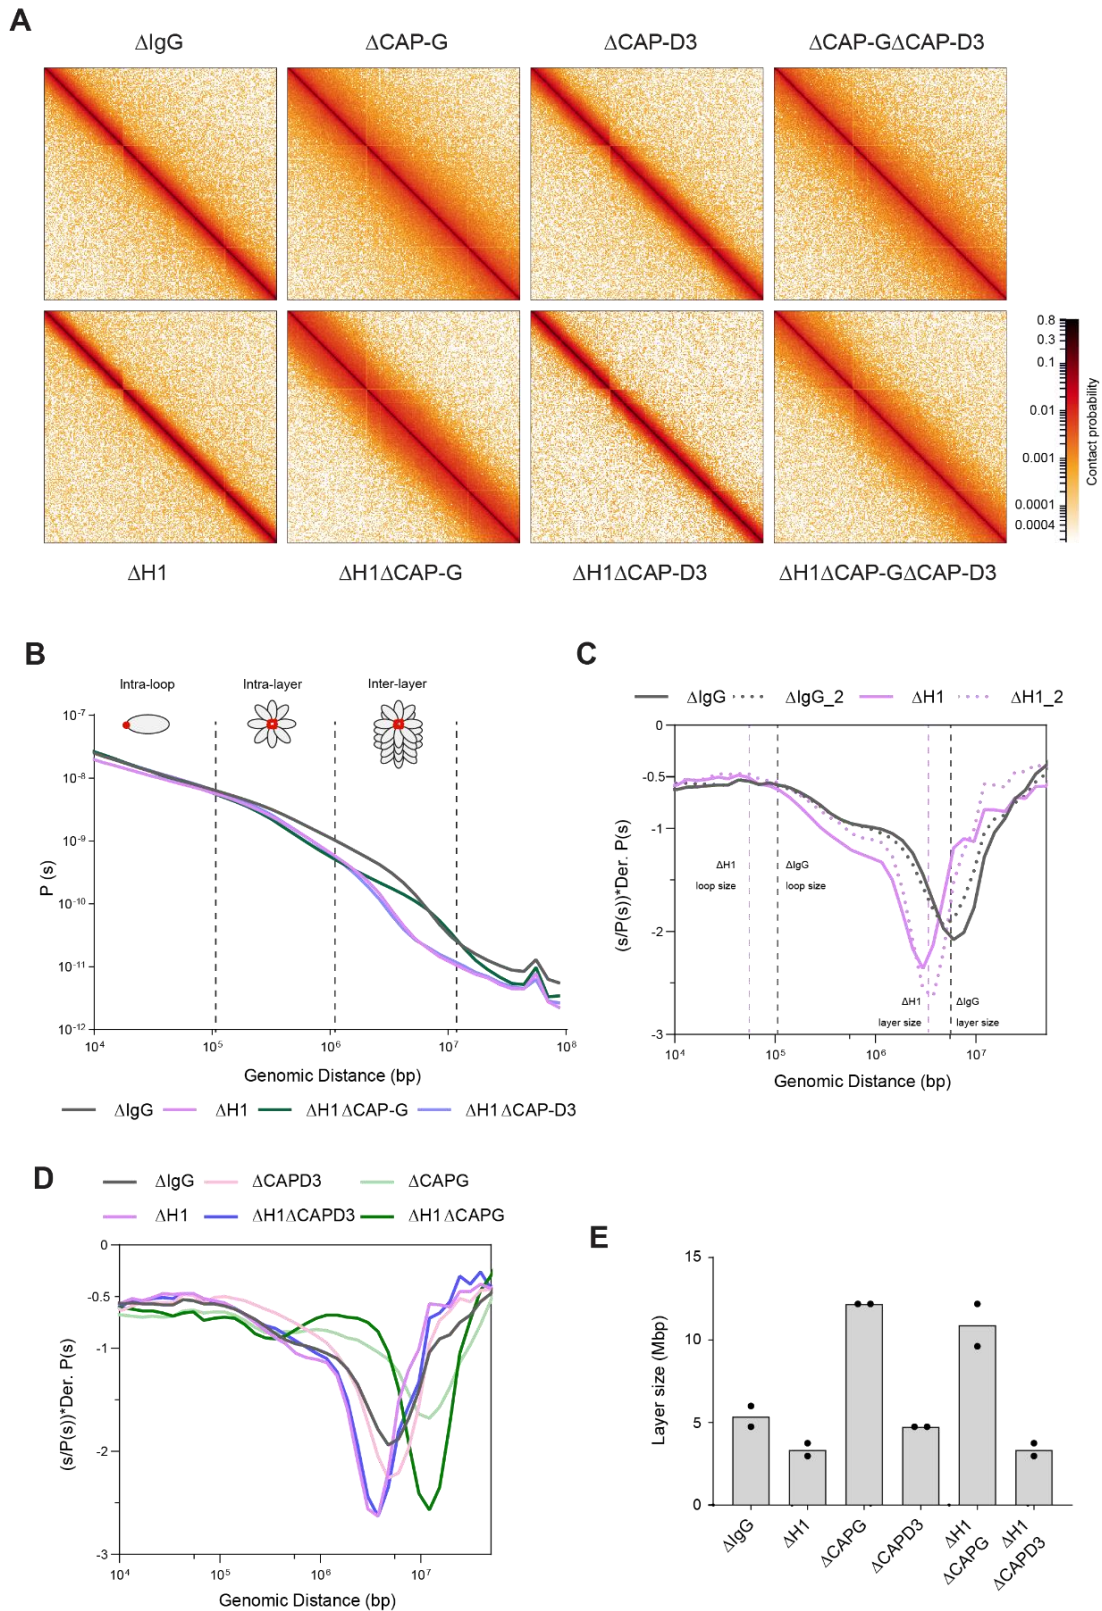 A
ΔIgG ΔCAP-G ΔCAP-D3 ΔCAP-GΔCAP-D3
0.8
0.3
0.1
0.01
0.001
0.0001
0.0004
Contact probability
ΔH1 ΔH1ΔCAP-G ΔH1ΔCAP-D3 ΔH1ΔCAP-GΔCAP-D3
B
Intra-loop Intra-layer Inter-layer
10⁻⁷
10⁻⁸
10⁻⁹
10⁻¹⁰
10⁻¹¹
10⁻¹²
P (s)
10⁴ 10⁵ 10⁶ 10⁷ 10⁸
Genomic Distance (bp)
ΔIgG ΔH1 ΔH1ΔCAP-G ΔH1ΔCAP-D3
C
ΔIgG ΔIgG_2 ΔH1 ΔH1_2
0
-0.5
-1
-2
-3
(s/P(s))*Der. P(s)
ΔH1
loop size
ΔIgG
loop size
ΔH1
layer size
ΔIgG
layer size
10⁴ 10⁵ 10⁶ 10⁷
Genomic Distance (bp)
D
ΔIgG ΔCAPD3 ΔCAPG
ΔH1 ΔH1ΔCAPD3 ΔH1ΔCAPG
0
-0.5
-1
-2
-3
(s/P(s))*Der. P(s)
10⁴ 10⁵ 10⁶ 10⁷
Genomic Distance (bp)
E
15
10
5
0
Layer size (Mbp)
ΔIgG
ΔH1
ΔCAPG
ΔCAPD3
ΔH1
ΔCAPG
ΔH1
ΔCAPD3